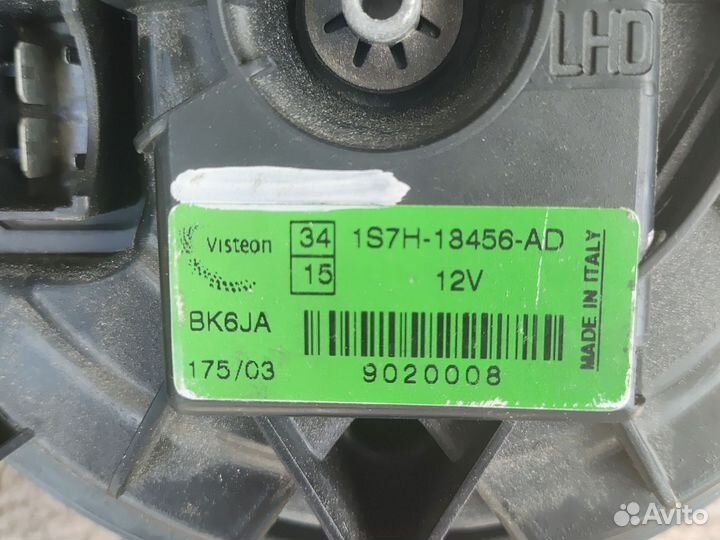 LHD
Visteon
34
15
1S7H-18456-AD
12V
MADE IN ITALY
BK6JA
175/03
9020008
Avito